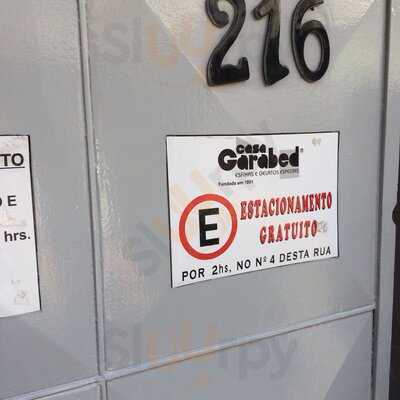 216
casa
Garabed
ESFIHAS E QUITUTES ESPECIAIS
Fundada em 1951
E
ESTACIONAMENTO
GRATUITO
POR 2hs, NO Nº 4 DESTA RUA
TO
E
hrs.